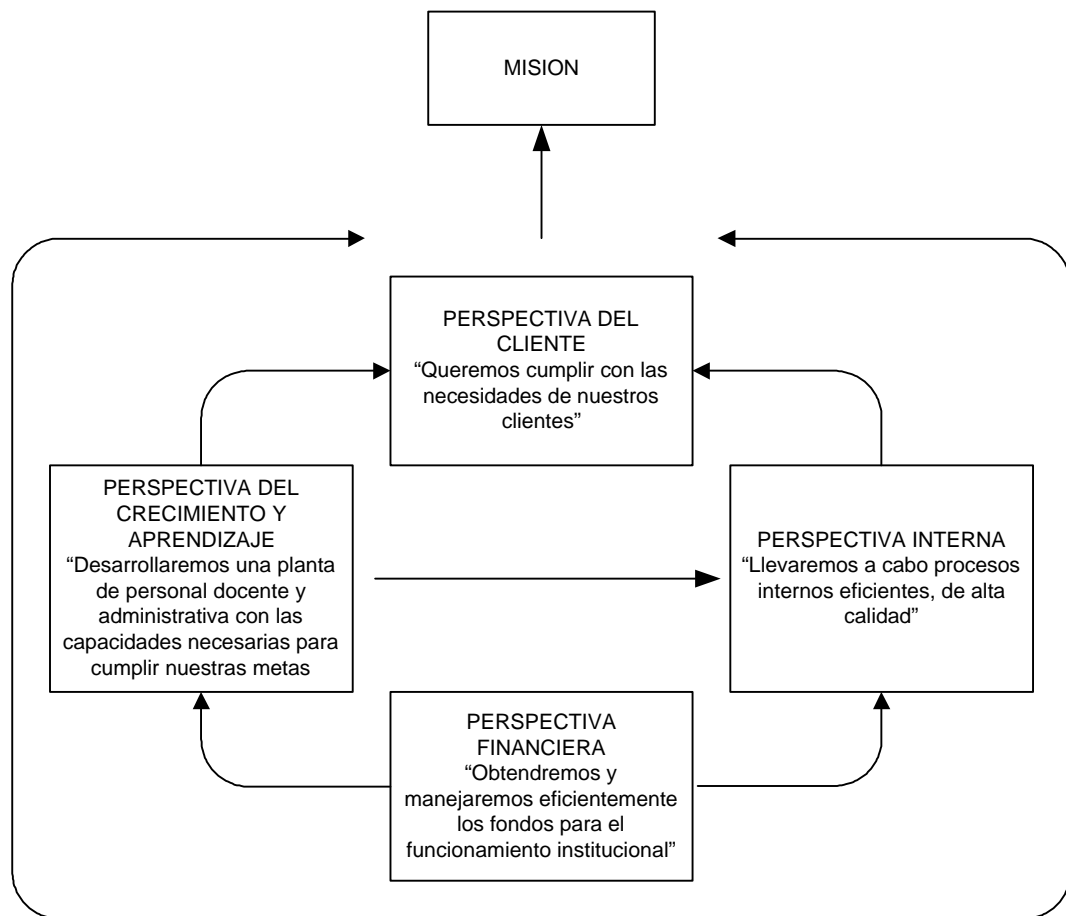 MISION
PERSPECTIVA DEL
CLIENTE
“Queremos cumplir con las
necesidades de nuestros
clientes”
PERSPECTIVA DEL
CRECIMIENTO Y
APRENDIZAJE
“Desarrollaremos una planta
de personal docente y
administrativa con las
capacidades necesarias para
cumplir nuestras metas
PERSPECTIVA INTERNA
“Llevaremos a cabo procesos
internos eficientes, de alta
calidad”
PERSPECTIVA
FINANCIERA
“Obtendremos y
manejaremos eficientemente
los fondos para el
funcionamiento institucional”